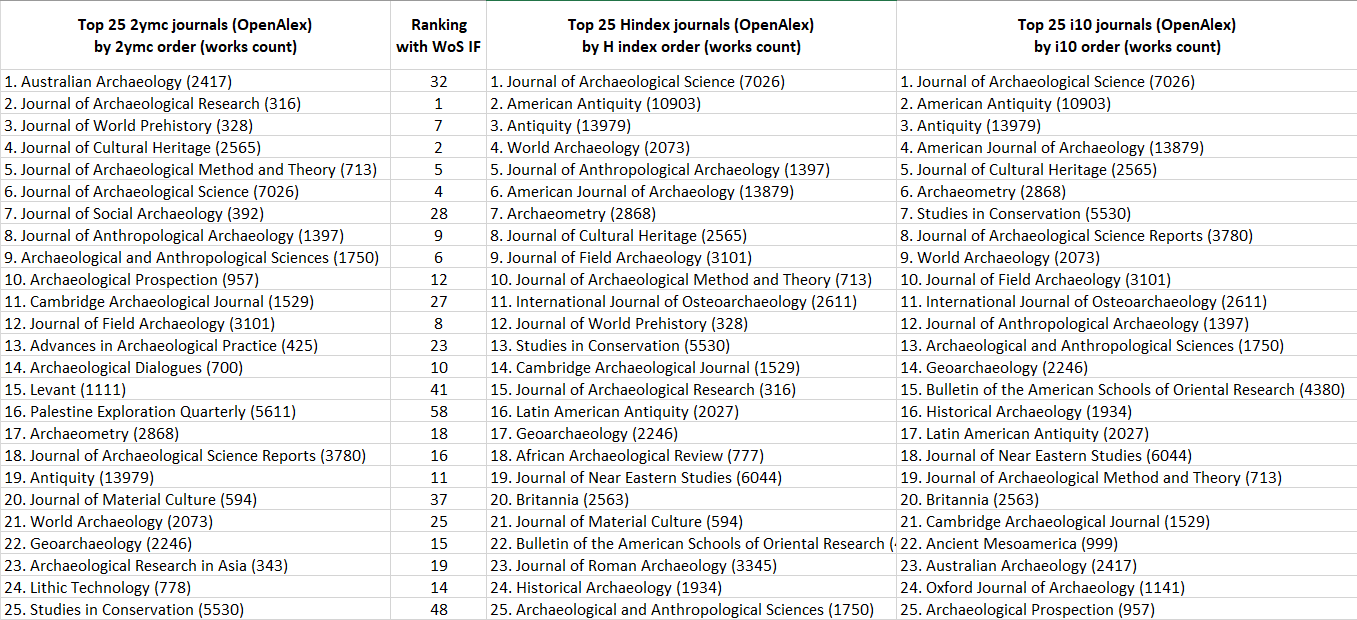 Top 25 2ymc journals (OpenAlex) by 2ymc order (works count) Ranking with WoS IF Top 25 Hindex journals (OpenAlex) by H index order (works count) Top 25 i10 journals (OpenAlex) by i10 order (works count)
1. Australian Archaeology (2417) 32 1. Journal of Archaeological Science (7026) 1. Journal of Archaeological Science (7026)
2. Journal of Archaeological Research (316) 1 2. American Antiquity (10903) 2. American Antiquity (10903)
3. Journal of World Prehistory (328) 7 3. Antiquity (13979) 3. Antiquity (13979)
4. Journal of Cultural Heritage (2565) 2 4. World Archaeology (2073) 4. American Journal of Archaeology (13879)
5. Journal of Archaeological Method and Theory (713) 5 5. Journal of Anthropological Archaeology (1397) 5. Journal of Cultural Heritage (2565)
6. Journal of Archaeological Science (7026) 4 6. American Journal of Archaeology (13879) 6. Archaeometry (2868)
7. Journal of Social Archaeology (392) 28 7. Archaeometry (2868) 7. Studies in Conservation (5530)
8. Journal of Anthropological Archaeology (1397) 9 8. Journal of Cultural Heritage (2565) 8. Journal of Archaeological Science Reports (3780)
9. Archaeological and Anthropological Sciences (1750) 6 9. Journal of Field Archaeology (3101) 9. World Archaeology (2073)
10. Archaeological Prospection (957) 12 10. Journal of Archaeological Method and Theory (713) 10. Journal of Field Archaeology (3101)
11. Cambridge Archaeological Journal (1529) 27 11. International Journal of Osteoarchaeology (2611) 11. International Journal of Osteoarchaeology (2611)
12. Journal of Field Archaeology (3101) 8 12. Journal of World Prehistory (328) 12. Journal of Anthropological Archaeology (1397)
13. Advances in Archaeological Practice (425) 23 13. Studies in Conservation (5530) 13. Archaeological and Anthropological Sciences (1750)
14. Archaeological Dialogues (700) 10 14. Cambridge Archaeological Journal (1529) 14. Geoarchaeology (2246)
15. Levant (1111) 41 15. Journal of Archaeological Research (316) 15. Bulletin of the American Schools of Oriental Research (4380)
16. Palestine Exploration Quarterly (5611) 58 16. Latin American Antiquity (2027) 16. Historical Archaeology (1934)
17. Archaeometry (2868) 18 17. Geoarchaeology (2246) 17. Latin American Antiquity (2027)
18. Journal of Archaeological Science Reports (3780) 16 18. African Archaeological Review (777) 18. Journal of Near Eastern Studies (6044)
19. Antiquity (13979) 11 19. Journal of Near Eastern Studies (6044) 19. Journal of Archaeological Method and Theory (713)
20. Journal of Material Culture (594) 37 20. Britannia (2563) 20. Britannia (2563)
21. World Archaeology (2073) 25 21. Journal of Material Culture (594) 21. Cambridge Archaeological Journal (1529)
22. Geoarchaeology (2246) 15 22. Bulletin of the American Schools of Oriental Research ( 22. Ancient Mesoamerica (999)
23. Archaeological Research in Asia (343) 19 23. Journal of Roman Archaeology (3345) 23. Australian Archaeology (2417)
24. Lithic Technology (778) 14 24. Historical Archaeology (1934) 24. Oxford Journal of Archaeology (1141)
25. Studies in Conservation (5530) 48 25. Archaeological and Anthropological Sciences (1750) 25. Archaeological Prospection (957)